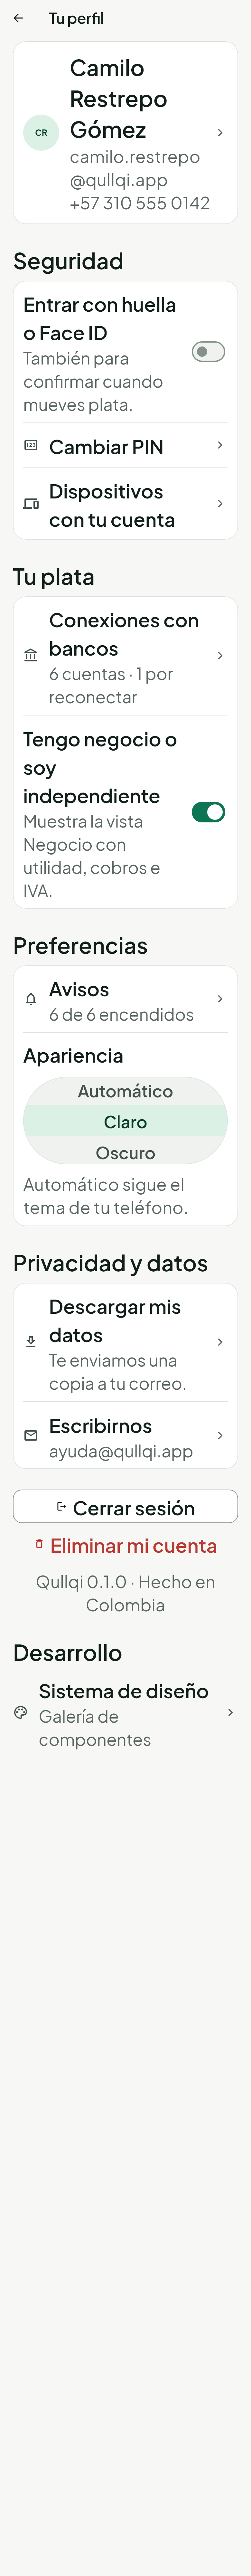 Tu perfil
Camilo
Restrepo
Gómez
CR
camilo.restrepo
@qullqi.app
+57 310 555 0142
Seguridad
Entrar con huella
o Face ID
También para
confirmar cuando
mueves plata.
123
Cambiar PIN
Dispositivos
con tu cuenta
Tu plata
Conexiones con
bancos
6 cuentas · 1 por
reconectar
Tengo negocio o
soy
independiente
Muestra la vista
Negocio con
utilidad, cobros e
IVA.
Preferencias
Avisos
6 de 6 encendidos
Apariencia
Automático
Claro
Oscuro
Automático sigue el
tema de tu teléfono.
Privacidad y datos
Descargar mis
datos
Te enviamos una
copia a tu correo.
Escribirnos
ayuda@qullqi.app
Cerrar sesión
Eliminar mi cuenta
Qullqi 0.1.0 · Hecho en
Colombia
Desarrollo
Sistema de diseño
Galería de
componentes